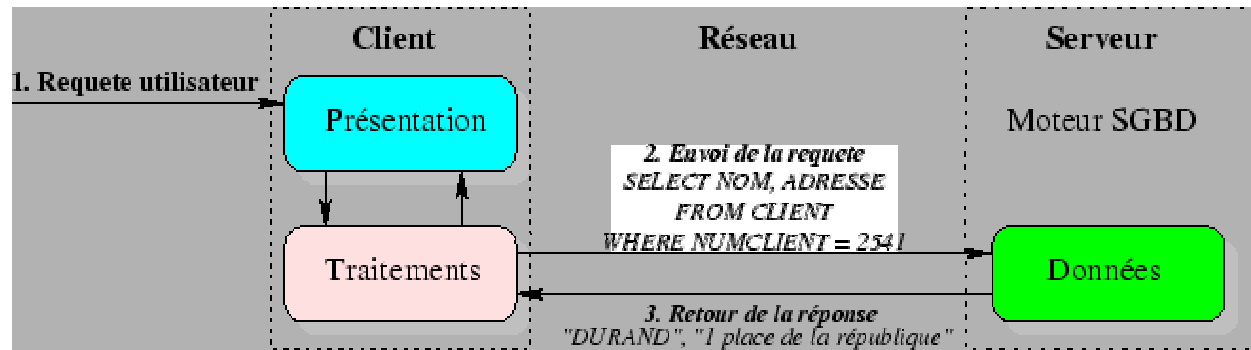 Client
Réseau
Serveur
1. Requete utilisateur
Présentation
Moteur SGBD
2. Envoi de la requete
SELECT NOM, ADRESSE
FROM CLIENT
WHERE NUMCLIENT = 2541
Traitements
Données
3. Retour de la réponse
"DURAND", "1 place de la république"